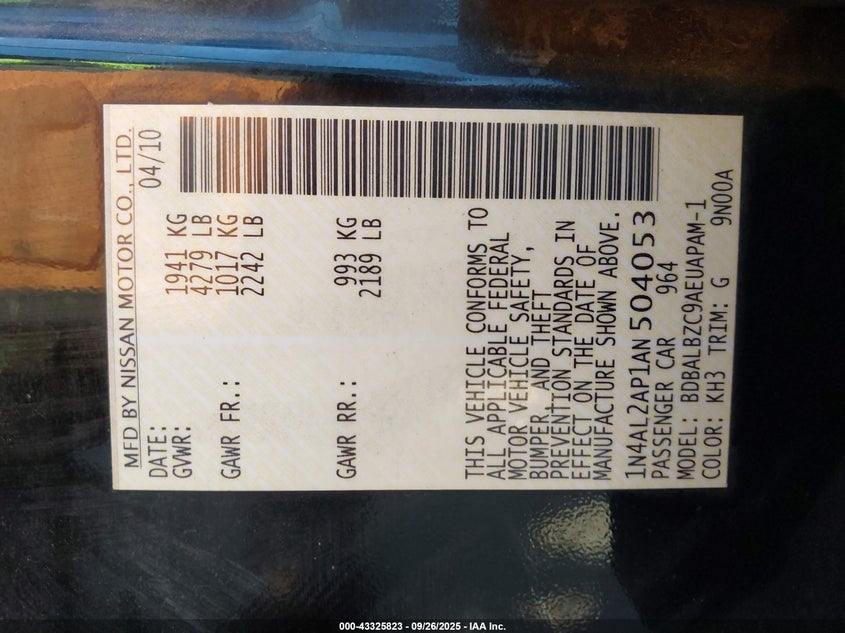 MFD BY NISSAN MOTOR CO., LTD.
DATE: 04/10
GVWR: 1941 KG
4279 LB
GAWR FR.: 1017 KG
2242 LB
GAWR RR.: 993 KG
2189 LB
THIS VEHICLE CONFORMS TO
ALL APPLICABLE FEDERAL
MOTOR VEHICLE SAFETY,
BUMPER, AND THEFT
PREVENTION STANDARDS IN
EFFECT ON THE DATE OF
MANUFACTURE SHOWN ABOVE.
1N4AL2AP1AN504053
PASSENGER CAR 964
MODEL: BDBALBZC9AEUAPAM-1
COLOR: KH3 TRIM: G 9N00A
000-43325823 - 09/26/2025 - IAA Inc.